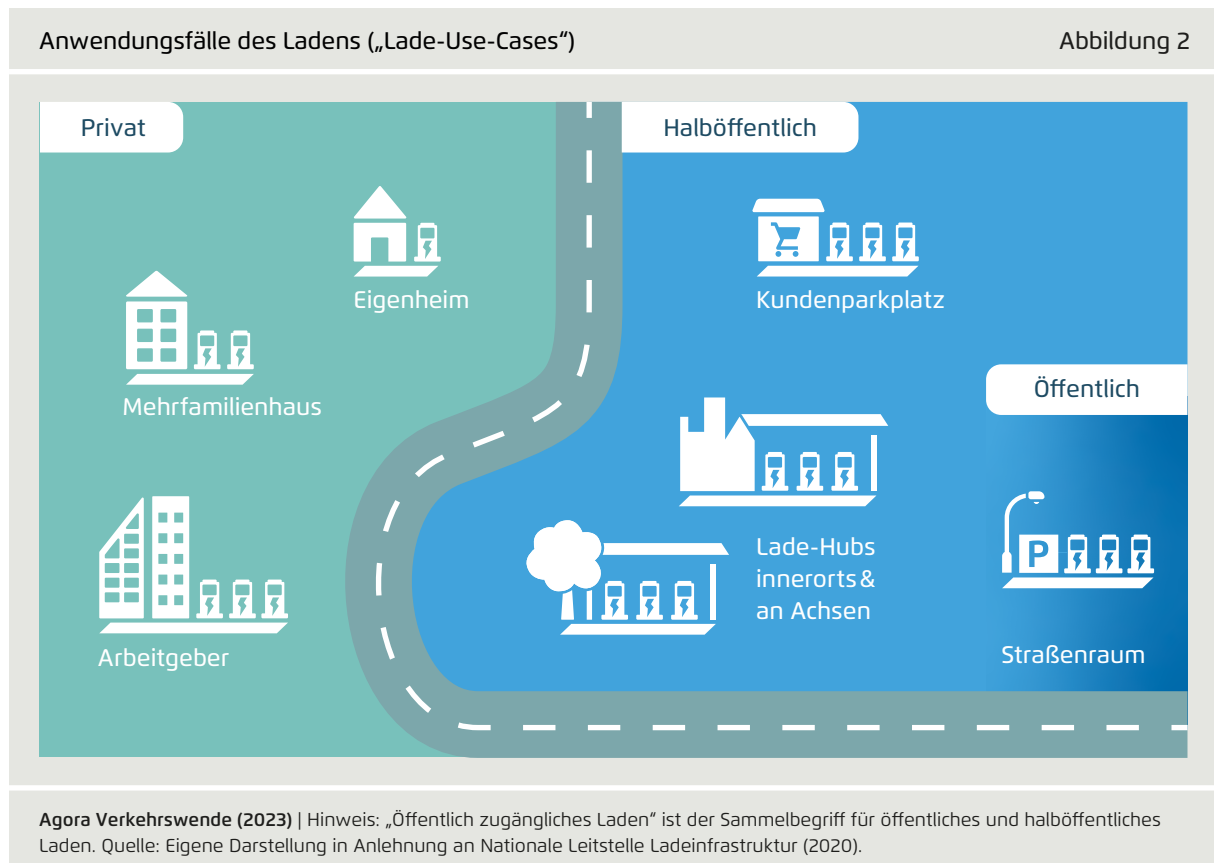 Anwendungsfälle des Ladens („Lade-Use-Cases“)
Abbildung 2
Privat
Halböffentlich
Eigenheim
Kundenparkplatz
Mehrfamilienhaus
Öffentlich
P
Lade-Hubs
innerorts &
an Achsen
Straßenraum
Arbeitgeber
Agora Verkehrswende (2023) | Hinweis: „Öffentlich zugängliches Laden“ ist der Sammelbegriff für öffentliches und halböffentliches
Laden. Quelle: Eigene Darstellung in Anlehnung an Nationale Leitstelle Ladeinfrastruktur (2020).